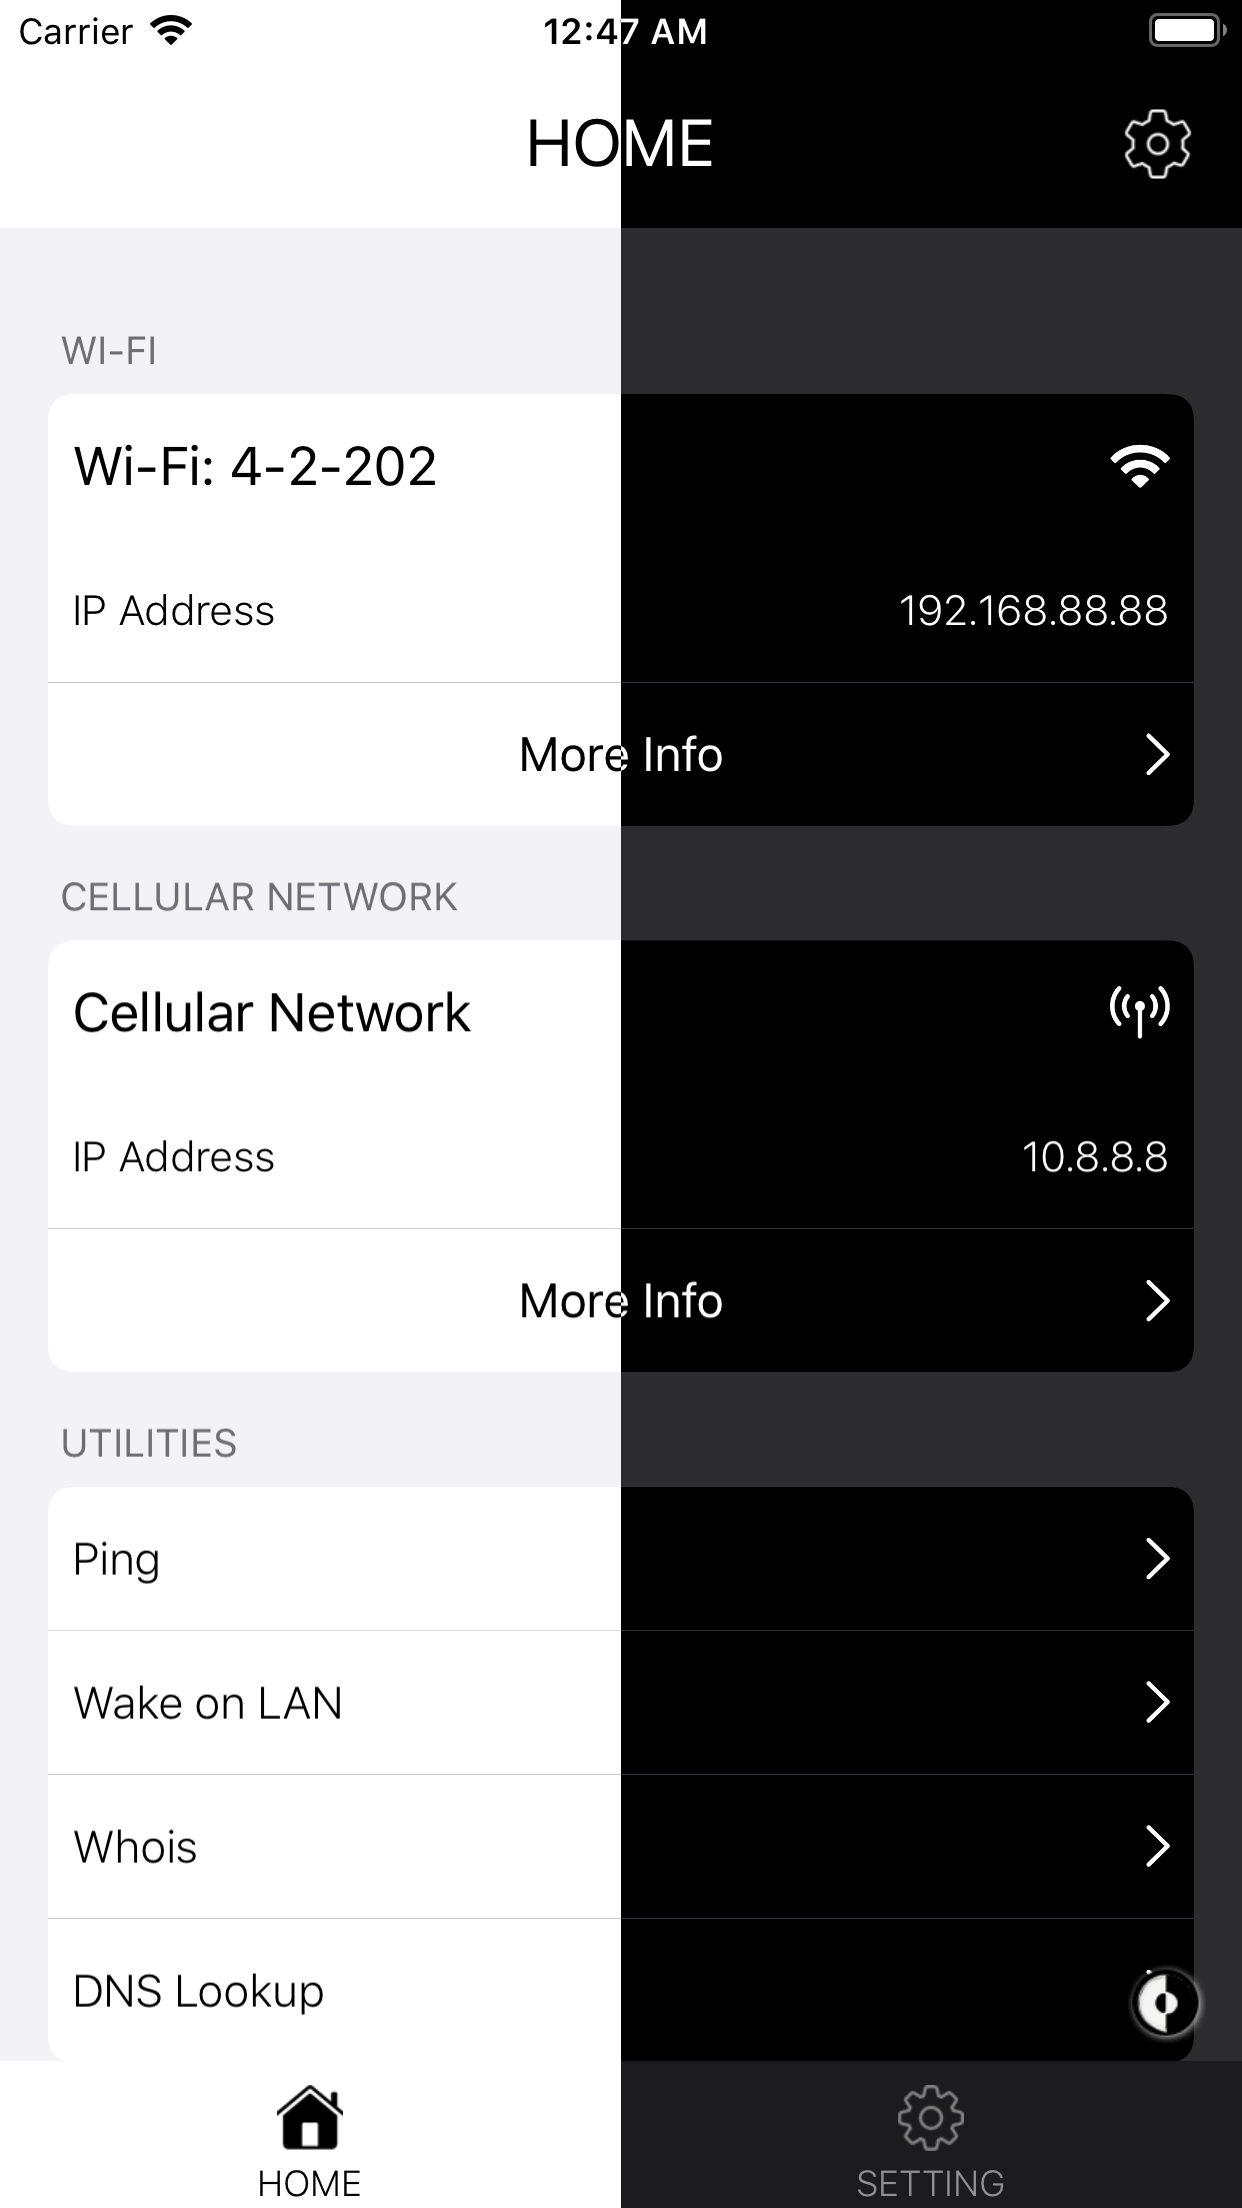 Carrier 12:47 AM
HOME
WI-FI
Wi-Fi: 4-2-202
IP Address 192.168.88.88
More Info
CELLULAR NETWORK
Cellular Network
IP Address 10.8.8.8
More Info
UTILITIES
Ping
Wake on LAN
Whois
DNS Lookup
HOME SETTING